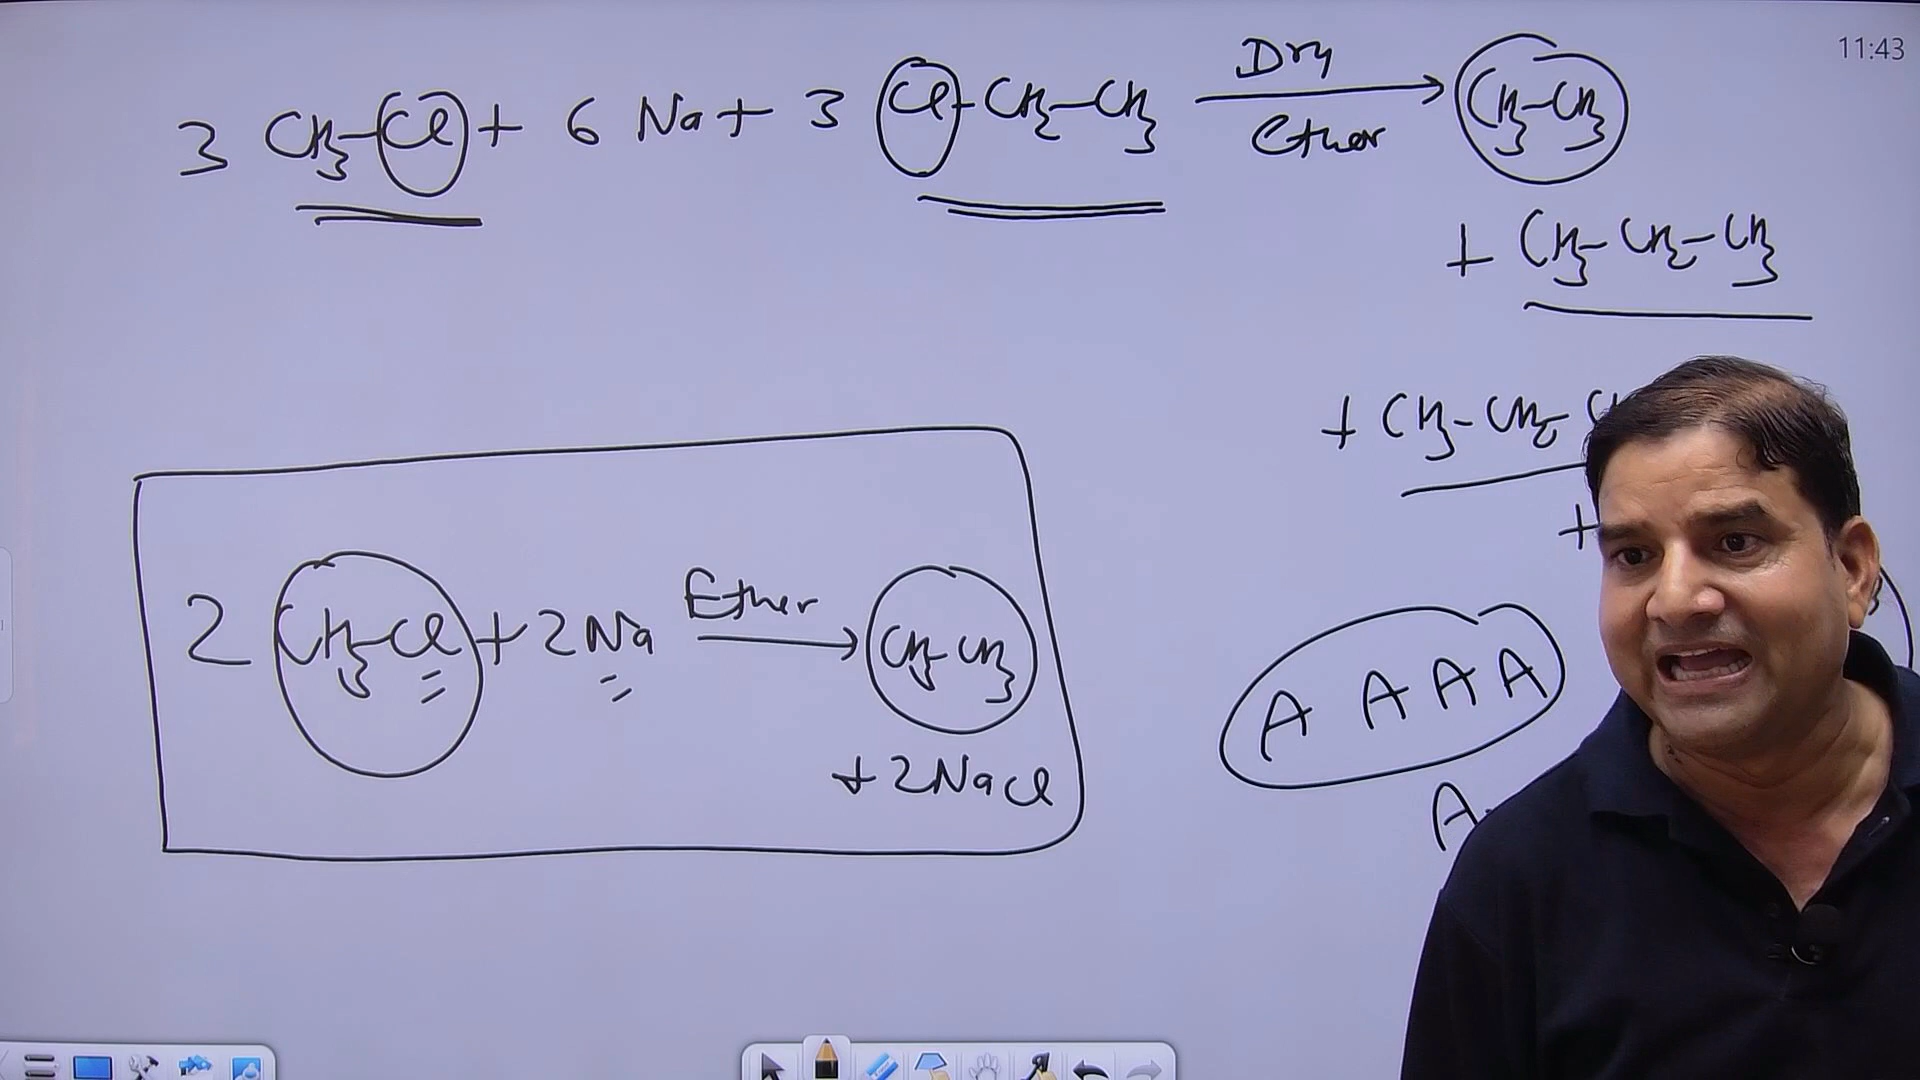 11:43
3 CH3-Cl + 6 Na + 3 Cl-CH2-CH3 Dry Ether → CH3-CH3
+ CH3-CH2-CH3
+ CH3-CH2-
+
2 CH3-Cl + 2Na Ether → CH3-CH3
+ 2NaCl
A A A A
A